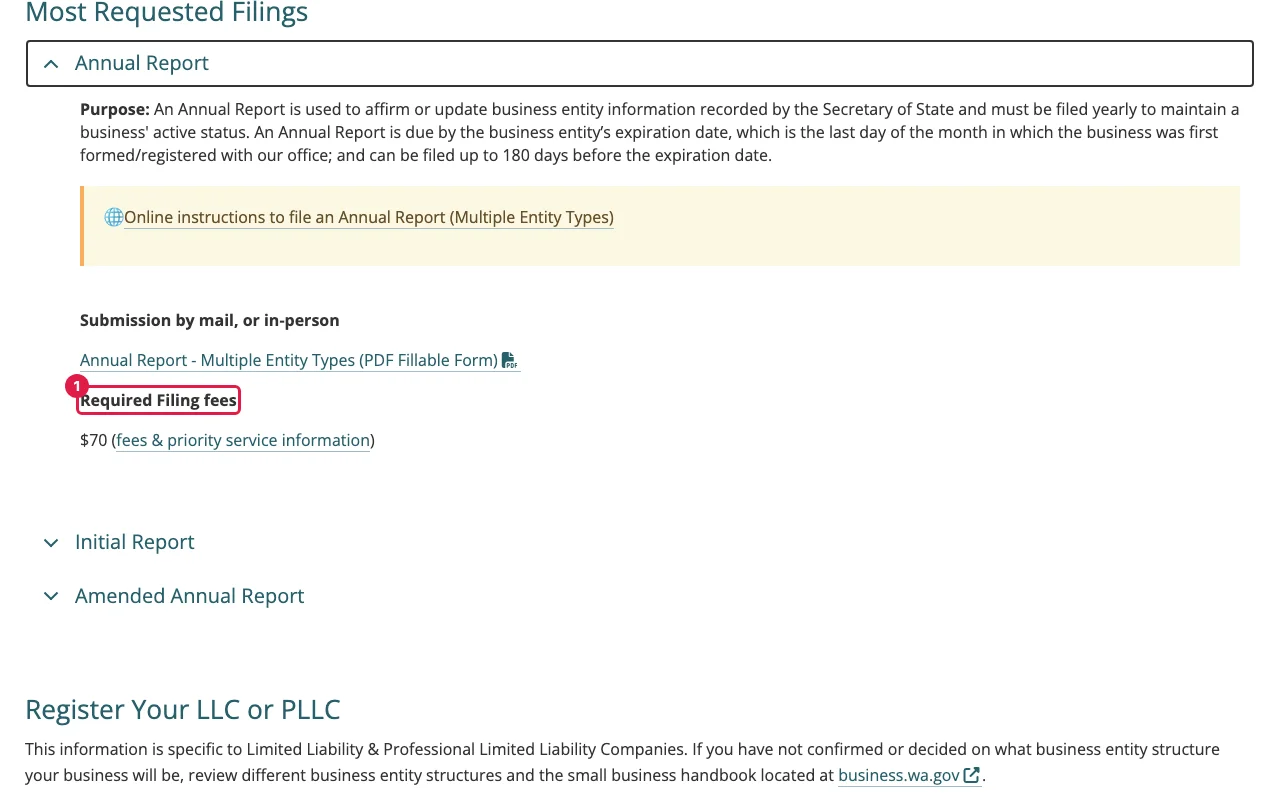 Most Requested Filings
Annual Report
Purpose: An Annual Report is used to affirm or update business entity information recorded by the Secretary of State and must be filed yearly to maintain a
business' active status. An Annual Report is due by the business entity’s expiration date, which is the last day of the month in which the business was first
formed/registered with our office; and can be filed up to 180 days before the expiration date.
Online instructions to file an Annual Report (Multiple Entity Types)
Submission by mail, or in-person
Annual Report - Multiple Entity Types (PDF Fillable Form) PDF
1
Required Filing fees
$70 (fees & priority service information)
Initial Report
Amended Annual Report
Register Your LLC or PLLC
This information is specific to Limited Liability & Professional Limited Liability Companies. If you have not confirmed or decided on what business entity structure
your business will be, review different business entity structures and the small business handbook located at business.wa.gov.